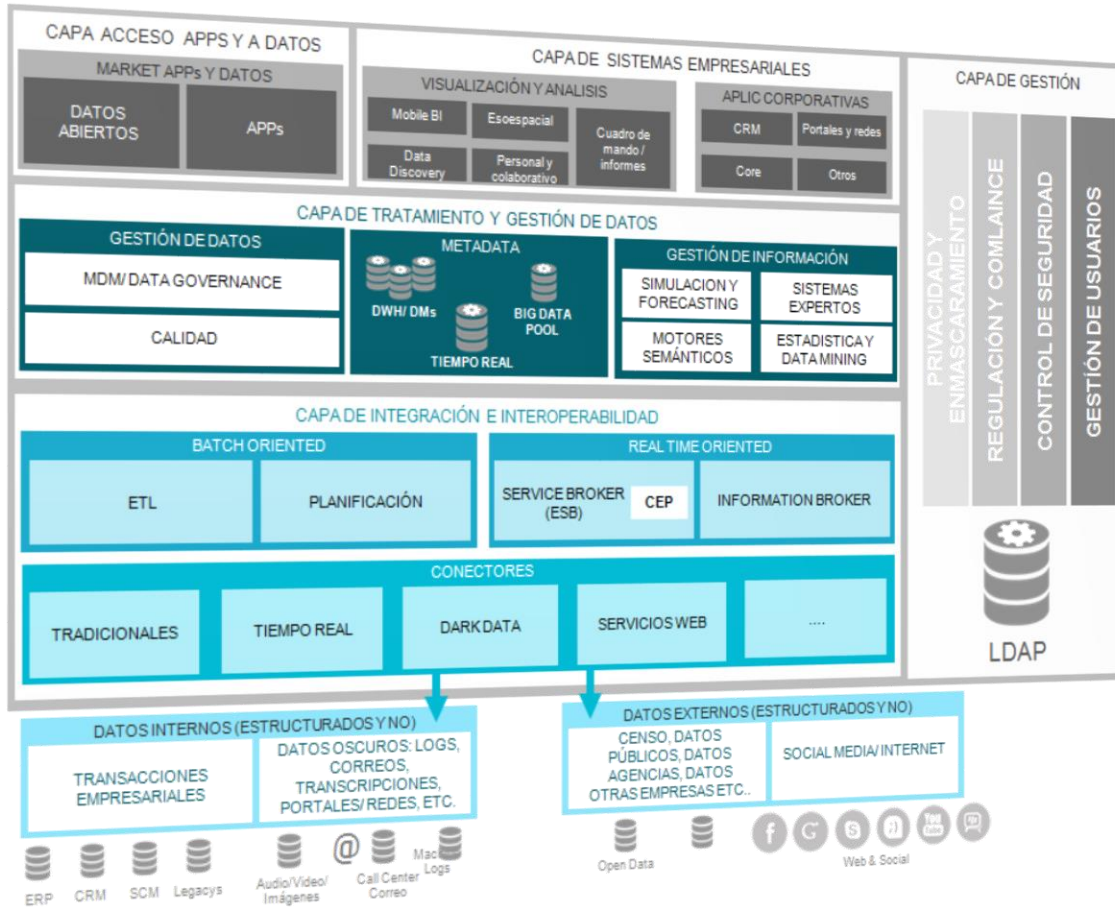 CAPA ACCESO APPS Y A DATOS
MARKET APPs Y DATOS
DATOS
ABIERTOS
APPs
CAPA DE SISTEMAS EMPRESARIALES
VISUALIZACIÓN Y ANALISIS
Mobile BI
Esoespacial
Cuadro de
mando /
informes
Data
Discovery
Personal y
colaborativo
APLIC CORPORATIVAS
CRM
Portales y redes
Core
Otros
CAPA DE GESTIÓN
PRIVACIDAD Y
ENMASCARAMIENTO
REGULACIÓN Y COMLAINCE
CONTROL DE SEGURIDAD
GESTÍON DE USUARIOS
LDAP
CAPA DE TRATAMIENTO Y GESTIÓN DE DATOS
GESTIÓN DE DATOS
MDM/ DATA GOVERNANCE
CALIDAD
METADATA
DWH/ DMs
BIG DATA
POOL
TIEMPO REAL
GESTIÓN DE INFORMACIÓN
SIMULACION Y
FORECASTING
SISTEMAS
EXPERTOS
MOTORES
SEMÁNTICOS
ESTADISTICA Y
DATA MINING
CAPA DE INTEGRACIÓN E INTEROPERABILIDAD
BATCH ORIENTED
ETL
PLANIFICACIÓN
REAL TIME ORIENTED
SERVICE BROKER
(ESB)
CEP
INFORMATION BROKER
CONECTORES
TRADICIONALES
TIEMPO REAL
DARK DATA
SERVICIOS WEB
....
DATOS INTERNOS (ESTRUCTURADOS Y NO)
TRANSACCIONES
EMPRESARIALES
DATOS OSCUROS: LOGS,
CORREOS,
TRANSCRIPCIONES,
PORTALES/ REDES, ETC.
DATOS EXTERNOS (ESTRUCTURADOS Y NO)
CENSO, DATOS
PÚBLICOS, DATOS
AGENCIAS, DATOS
OTRAS EMPRESAS ETC..
SOCIAL MEDIA/ INTERNET
ERP
CRM
SCM
Legacys
Audio/Video/
Imágenes
@
Call Center
Correo
Logs
Open Data
f
G
S
You
Tube
Web & Social